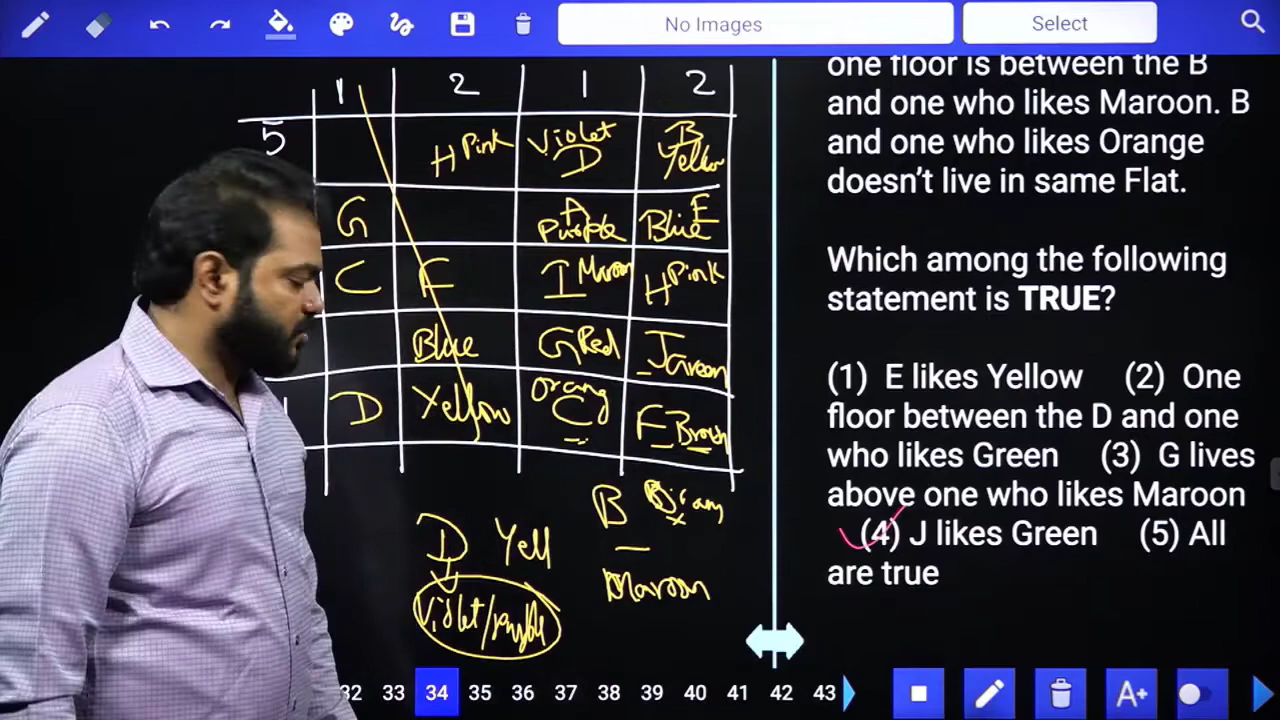 No Images
Select
1 2 1 2
5 H Pink Violet D B Yellow
G A Purple Blue E
C F I Maroon H Pink
Blue G Red J Green
D Yellow Orang C F Brown
B
D Yell
Maroon
Violet/purple
one floor is between the B
and one who likes Maroon. B
and one who likes Orange
doesn't live in same Flat.
Which among the following
statement is TRUE?
(1) E likes Yellow (2) One
floor between the D and one
who likes Green (3) G lives
above one who likes Maroon
(4) J likes Green (5) All
are true
32 33 34 35 36 37 38 39 40 41 42 43
A+